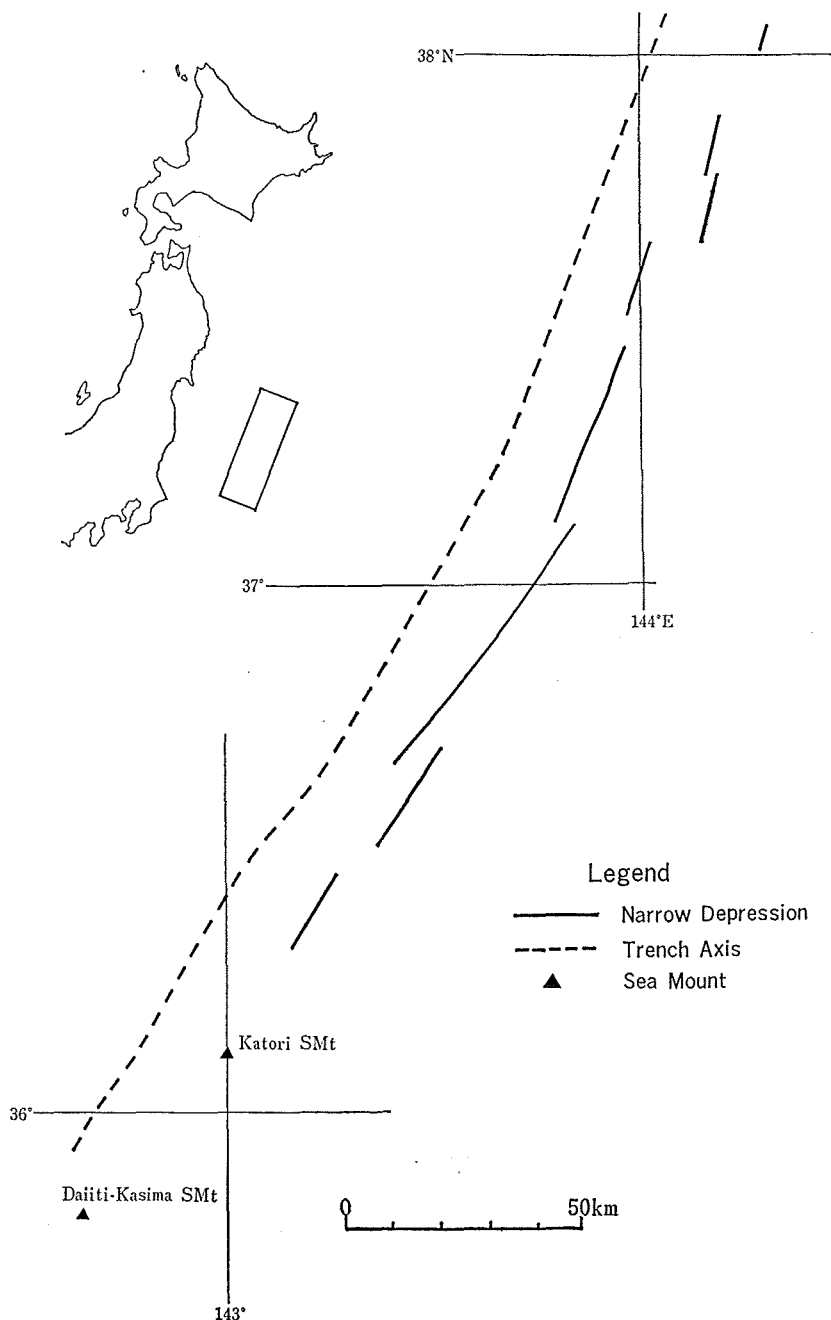 38°N
37°
144°E
Legend
Narrow Depression
Trench Axis
Sea Mount
Katori SMt
36°
Daiiti-Kasima SMt
0 50km
143°